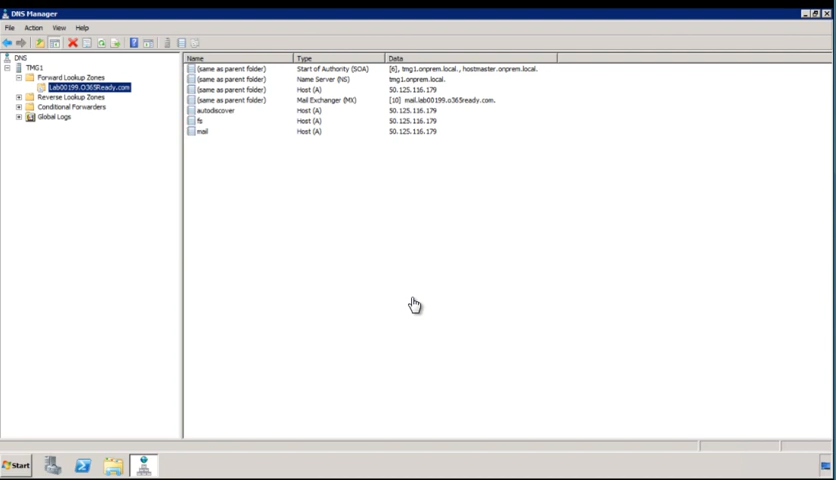 DNS Manager
File Action View Help
DNS
TMG1
Forward Lookup Zones
Lab00199.O365Ready.com
Reverse Lookup Zones
Conditional Forwarders
Global Logs
Name Type Data
(same as parent folder) Start of Authority (SOA) [6], tmg1.onprem.local., hostmaster.onprem.local.
(same as parent folder) Name Server (NS) tmg1.onprem.local.
(same as parent folder) Host (A) 50.125.116.179
(same as parent folder) Mail Exchanger (MX) [10] mail.lab00199.o365ready.com.
autodiscover Host (A) 50.125.116.179
fs Host (A) 50.125.116.179
mail Host (A) 50.125.116.179
Start